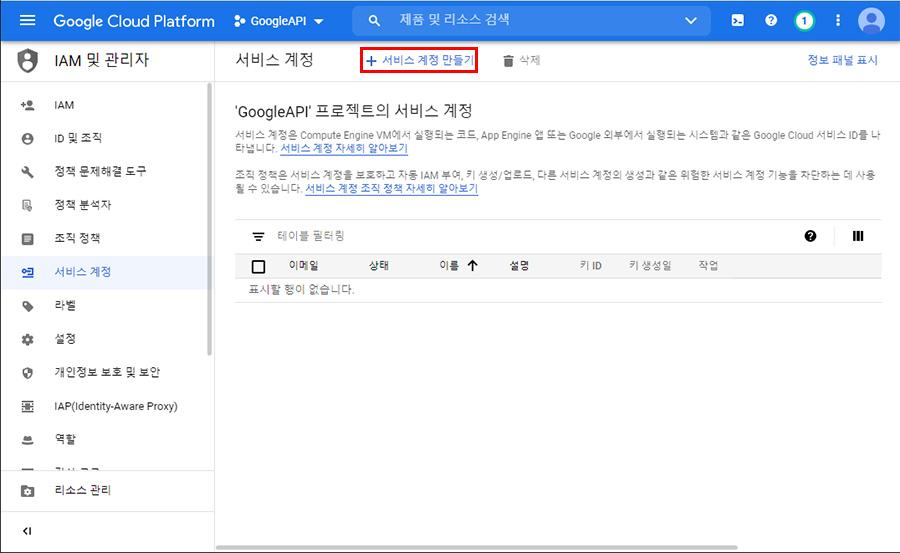 Google Cloud Platform
GoogleAPI
제품 및 리소스 검색
1
IAM 및 관리자
서비스 계정
서비스 계정 만들기
삭제
정보 패널 표시
IAM
ID 및 조직
정책 문제해결 도구
정책 분석자
조직 정책
서비스 계정
라벨
설정
개인정보 보호 및 보안
IAP(Identity-Aware Proxy)
역할
리소스 관리
'GoogleAPI' 프로젝트의 서비스 계정
서비스 계정은 Compute Engine VM에서 실행되는 코드, App Engine 앱 또는 Google 외부에서 실행되는 시스템과 같은 Google Cloud 서비스 ID를 나
타냅니다. 서비스 계정 자세히 알아보기
조직 정책은 서비스 계정을 보호하고 자동 IAM 부여, 키 생성/업로드, 다른 서비스 계정의 생성과 같은 위험한 서비스 계정 기능을 차단하는 데 사용
될 수 있습니다. 서비스 계정 조직 정책 자세히 알아보기
테이블 필터링
이메일 상태 이름 설명 키 ID 키 생성일 작업
표시할 행이 없습니다.